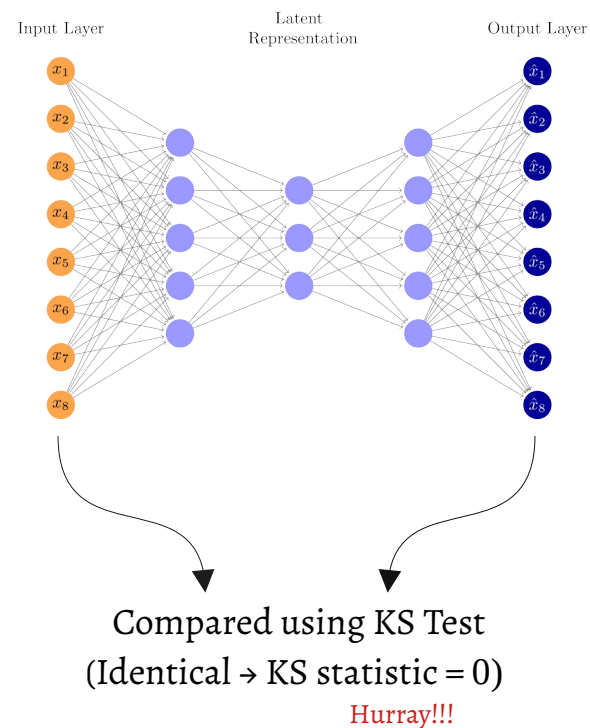 Input Layer
Latent
Representation
Output Layer
x₁
x₂
x₃
x₄
x₅
x₆
x₇
x₈
x̂₁
x̂₂
x̂₃
x̂₄
x̂₅
x̂₆
x̂₇
x̂₈
Compared using KS Test
(Identical → KS statistic = 0)
Hurray!!!